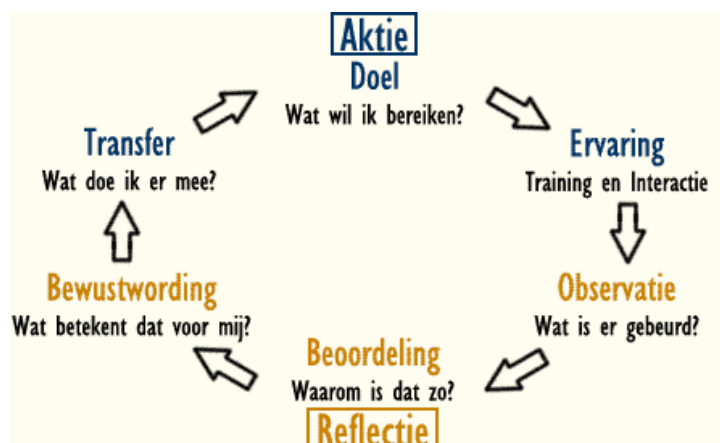 Aktie
Doel
Wat wil ik bereiken?
Ervaring
Training en Interactie
Observatie
Wat is er gebeurd?
Beoordeling
Waarom is dat zo?
Reflectie
Bewustwording
Wat betekent dat voor mij?
Transfer
Wat doe ik er mee?